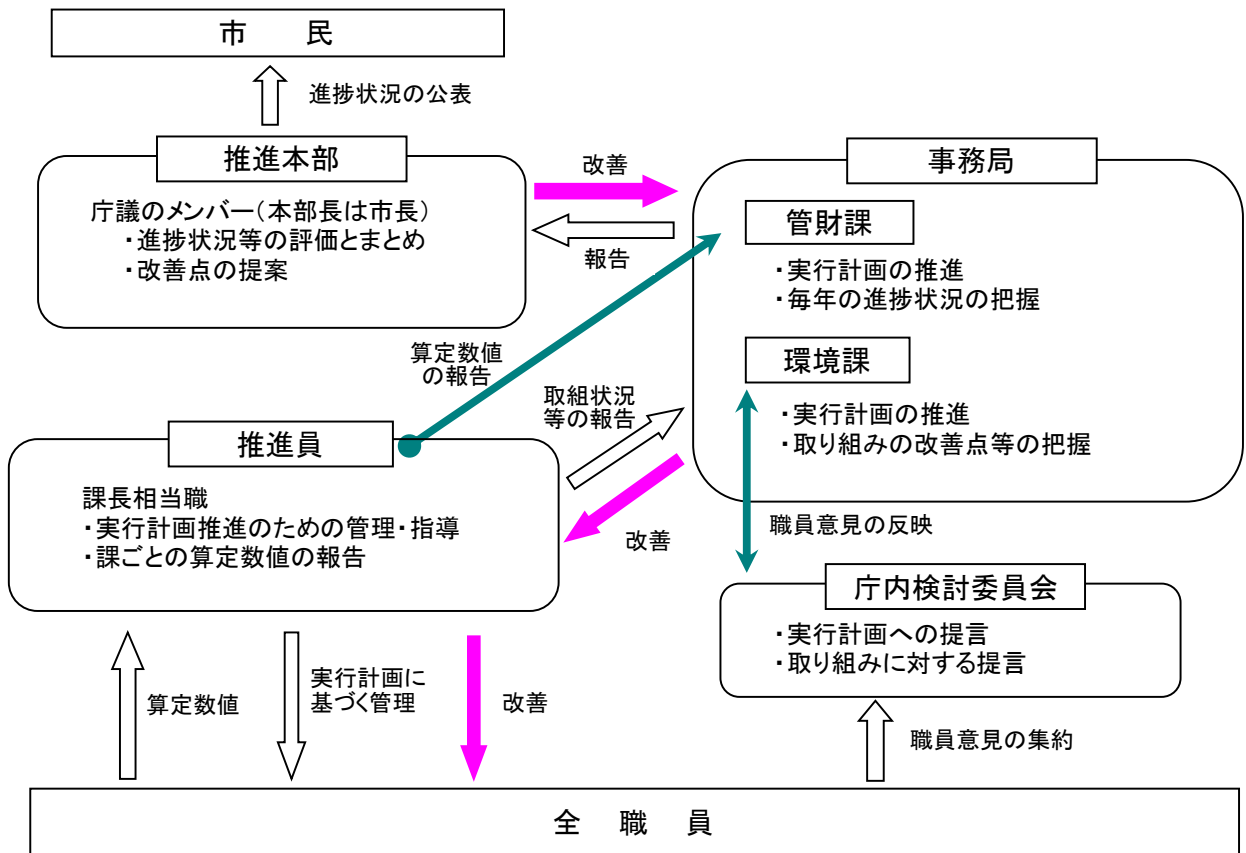 市　　民
進捗状況の公表
推進本部
庁議のメンバー（本部長は市長）
・進捗状況等の評価とまとめ
・改善点の提案
改善
報告
事務局
管財課
・実行計画の推進
・毎年の進捗状況の把握
環境課
・実行計画の推進
・取り組みの改善点等の把握
算定数値
の報告
取組状況
等の報告
推進員
課長相当職
・実行計画推進のための管理・指導
・課ごとの算定数値の報告
改善
職員意見の反映
庁内検討委員会
・実行計画への提言
・取り組みに対する提言
算定数値
実行計画に
基づく管理
改善
職員意見の集約
全　職　員